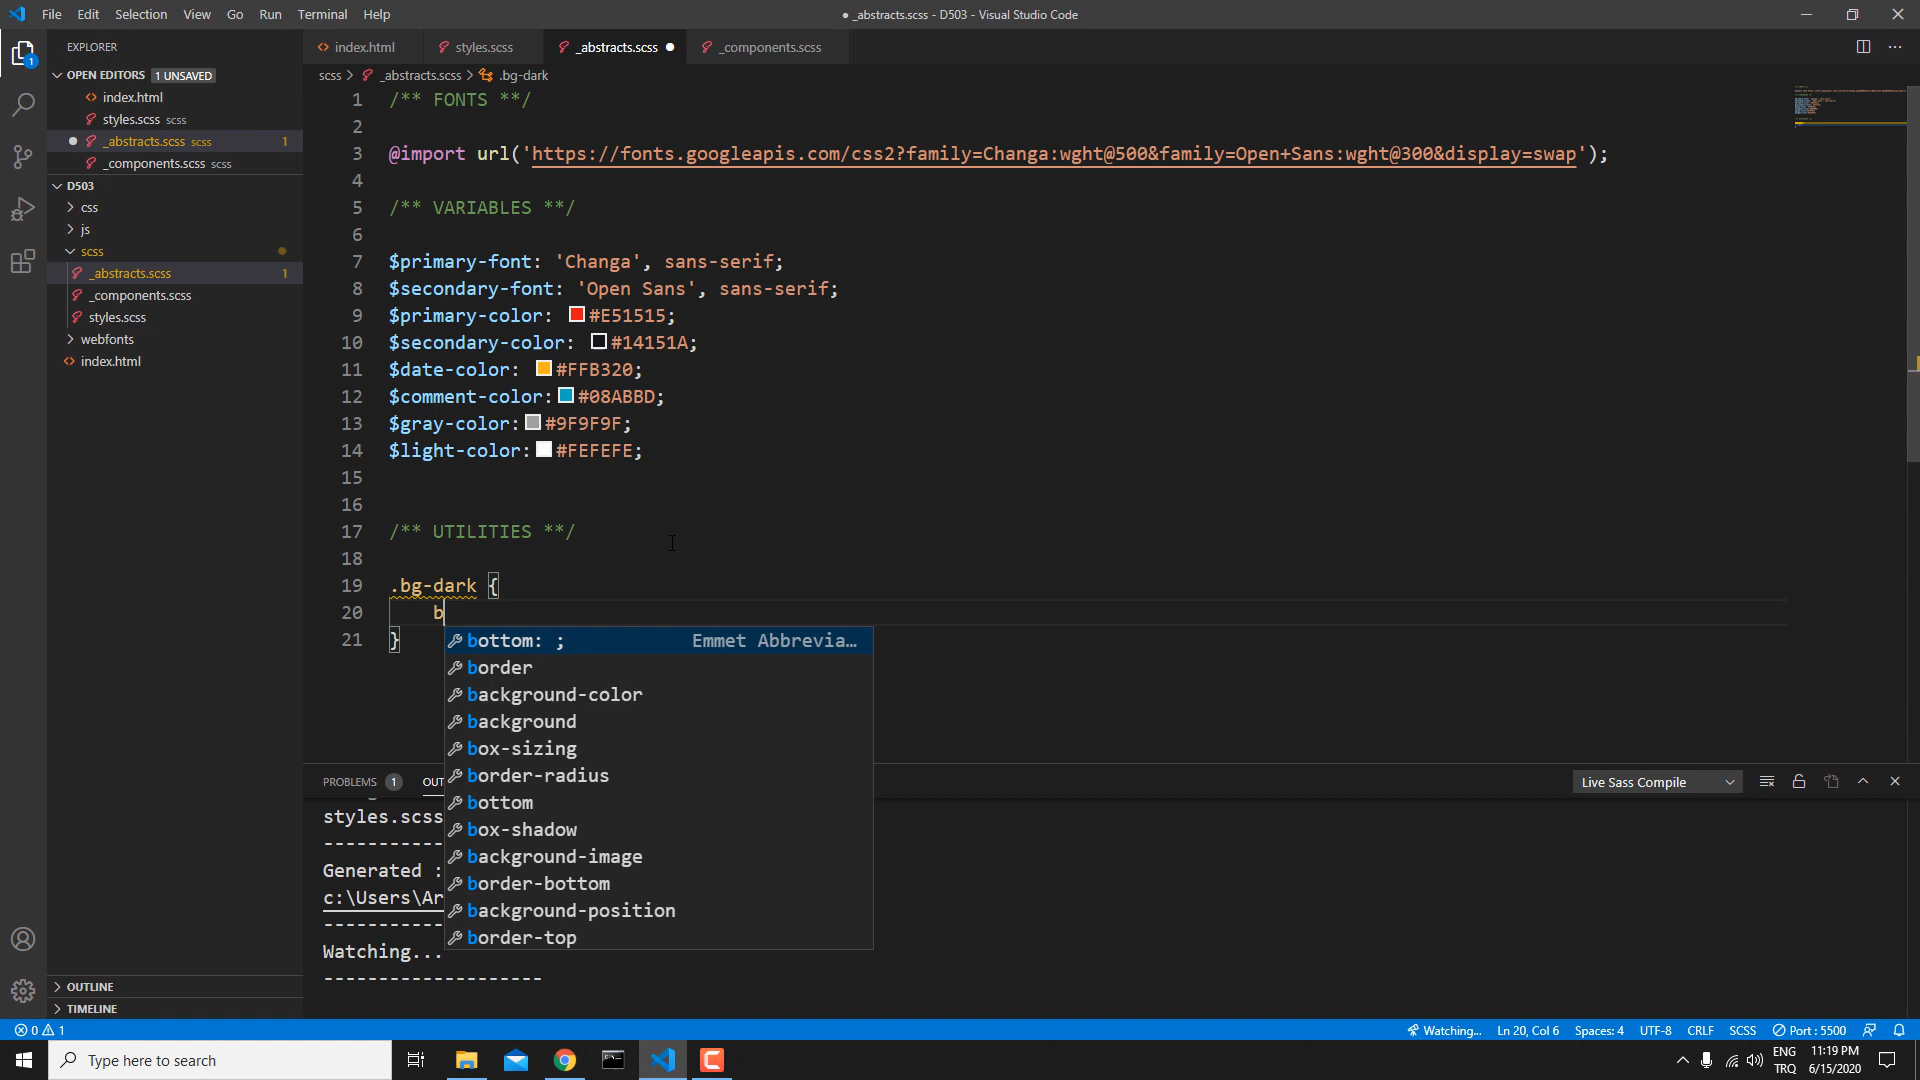 File Edit Selection View Go Run Terminal Help
● _abstracts.scss - D503 - Visual Studio Code
EXPLORER
OPEN EDITORS 1 UNSAVED
index.html
styles.scss scss
_abstracts.scss scss 1
_components.scss scss
D503
css
js
scss
_abstracts.scss 1
_components.scss
styles.scss
webfonts
index.html
OUTLINE
TIMELINE
1
index.html styles.scss _abstracts.scss ● _components.scss
scss > _abstracts.scss > .bg-dark
1 /** FONTS **/
2
3 @import url('https://fonts.googleapis.com/css2?family=Changa:wght@500&family=Open+Sans:wght@300&display=swap');
4
5 /** VARIABLES **/
6
7 $primary-font: 'Changa', sans-serif;
8 $secondary-font: 'Open Sans', sans-serif;
9 $primary-color: #E51515;
10 $secondary-color: #14151A;
11 $date-color: #FFB320;
12 $comment-color: #08ABBD;
13 $gray-color: #9F9F9F;
14 $light-color: #FEFEFE;
15
16
17 /** UTILITIES **/
18
19 .bg-dark {
20 b
21 }
bottom: ; Emmet Abbrevia…
border
background-color
background
box-sizing
border-radius
bottom
box-shadow
background-image
border-bottom
background-position
border-top
PROBLEMS 1 OUT
Live Sass Compile
styles.scss
-----------
Generated :
c:\Users\Ar
-----------
Watching...
--------------------
0 1
Watching... Ln 20, Col 6 Spaces: 4 UTF-8 CRLF SCSS Port : 5500
Type here to search
ENG
TRQ
11:19 PM
6/15/2020